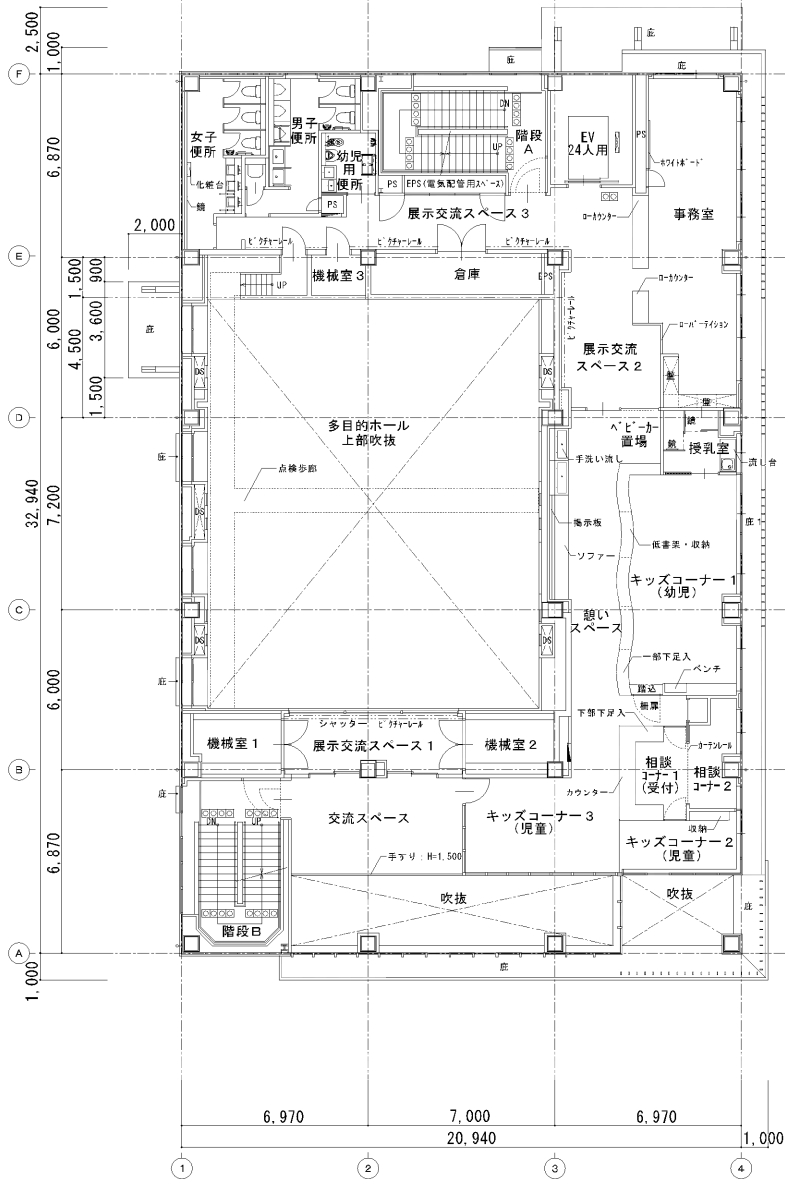 2,500
1,000
庇
庇
庇
F
女子
便所
男子
便所
幼児
用
便所
化粧台
鏡
DN
UP
階段
A
EV
24人用
PS
ホワイトボード
事務室
PS
EPS(電気配管用スペース)
PS
ローカウンター
展示交流スペース3
6,870
2,000
ピクチャーレール
ピクチャーレール
ピクチャーレール
E
機械室3
倉庫
EPS
UP
ローカウンター
ピクチャーレール
ローパーテイション
展示交流
スペース2
1,500
900
6,000
4,500
3,600
1,500
庇
DS
DS
盤
盤
D
多目的ホール
上部吹抜
ベビーカー
置場
鏡
鏡
授乳室
手洗い流し
流し台
庇
点検歩廊
32,940
7,200
DS
掲示板
ソファー
低書架・収納
庇1
キッズコーナー1
(幼児)
C
憩い
スペース
DS
DS
一部下足入
ベンチ
庇
踏込
柵扉
下部下足入
6,000
シャッター
ピクチャーレール
機械室1
展示交流スペース1
機械室2
カーテンレール
相談
コーナー1
(受付)
相談
コーナー2
B
庇
カウンター
DN
UP
交流スペース
キッズコーナー3
(児童)
収納
キッズコーナー2
(児童)
手すり:H=1,500
6,870
吹抜
吹抜
庇
階段B
A
庇
1,000
6,970
7,000
6,970
20,940
1,000
1
2
3
4